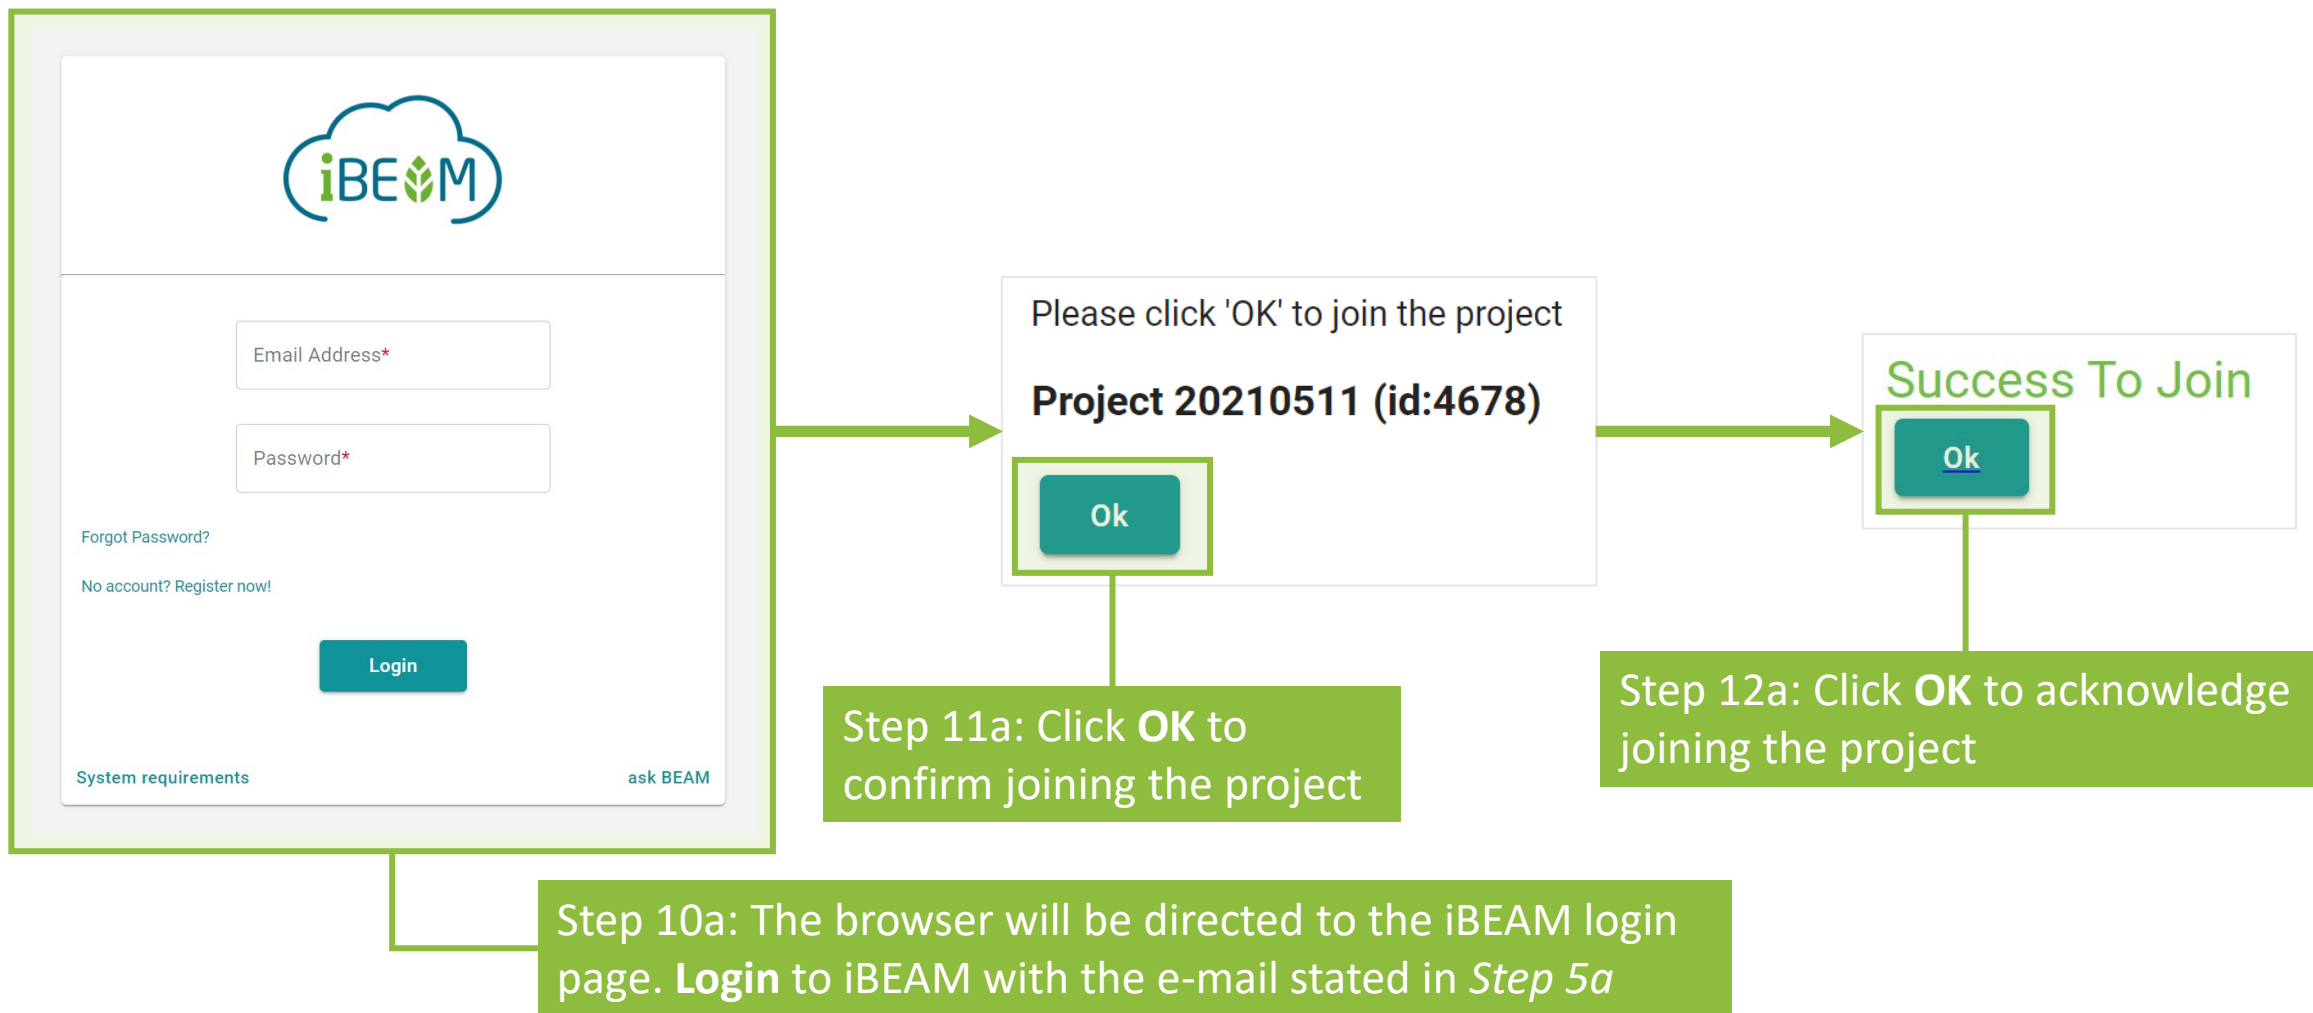 iBEAM
Email Address*
Password*
Forgot Password?
No account? Register now!
Login
System requirements
ask BEAM
Please click 'OK' to join the project
Project 20210511 (id:4678)
Ok
Success To Join
Ok
Step 11a: Click OK to
confirm joining the project
Step 12a: Click OK to acknowledge
joining the project
Step 10a: The browser will be directed to the iBEAM login
page. Login to iBEAM with the e-mail stated in Step 5a